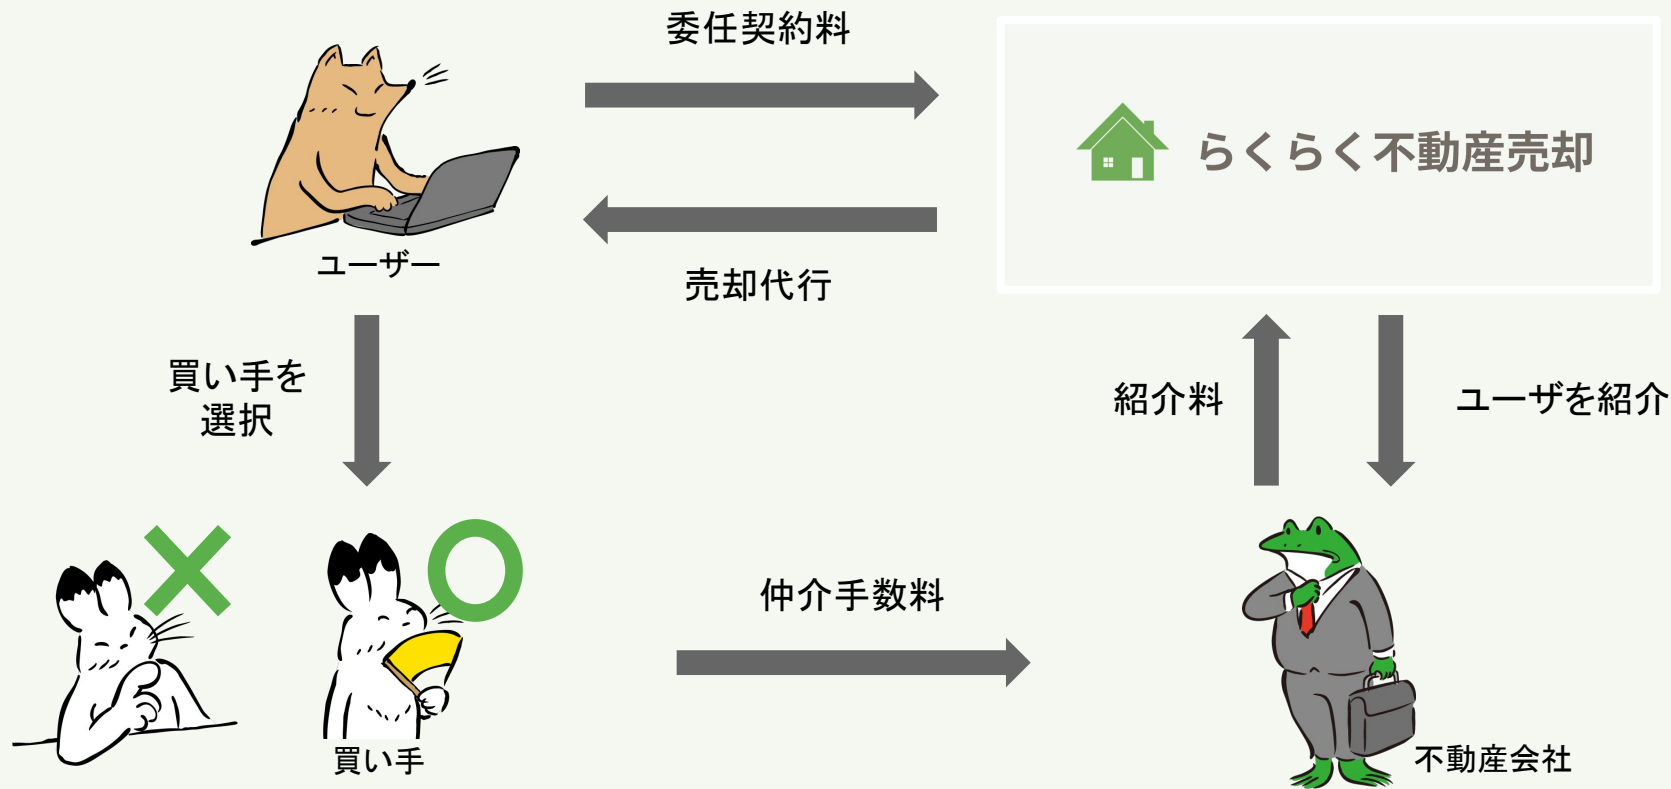 委任契約料
らくらく不動産売却
ユーザー
売却代行
買い手を
選択
紹介料
ユーザを紹介
仲介手数料
買い手
不動産会社